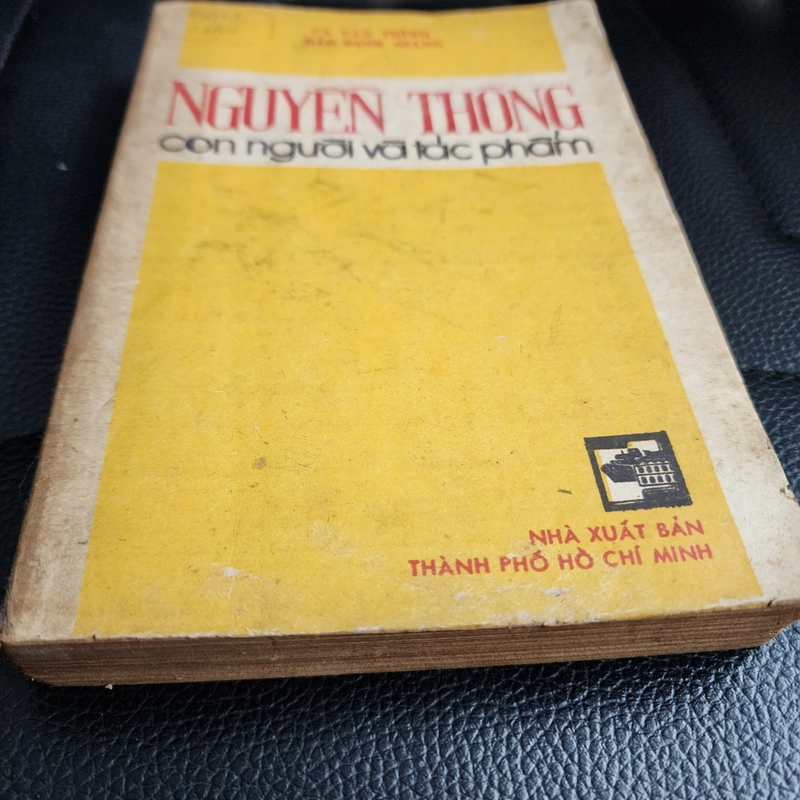 NGUYỄN THÔNG
con người và tác phẩm
NHÀ XUẤT BẢN
THÀNH PHỐ HỒ CHÍ MINH